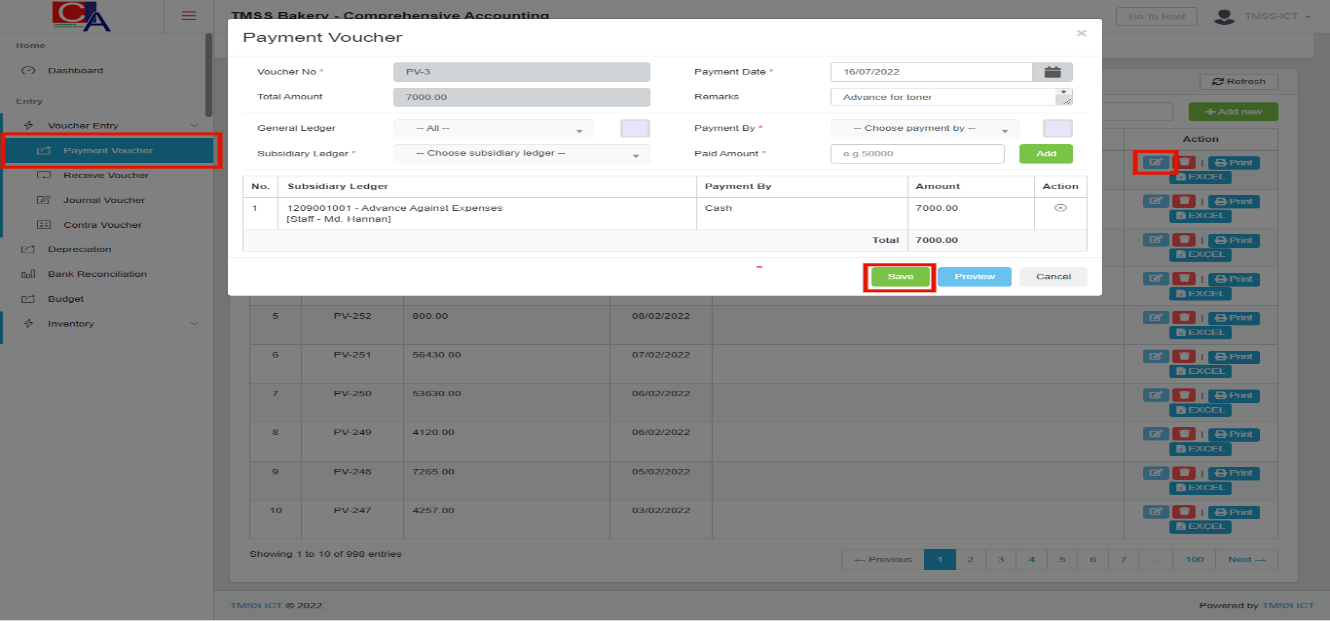 CA
TMSS Bakery - Comprehensive Accounting
Go To Root
TMSS-ICT
Home
Dashboard
Entry
Voucher Entry
Payment Voucher
Receive Voucher
Journal Voucher
Contra Voucher
Depreciation
Bank Reconciliation
Budget
Inventory
Refresh
+ Add new
Payment Voucher
×
Voucher No *
PV-3
Payment Date *
16/07/2022
Total Amount
7000.00
Remarks
Advance for toner
General Ledger
-- All --
Payment By *
-- Choose payment by --
Subsidiary Ledger *
-- Choose subsidiary ledger --
Paid Amount *
e.g.50000
Add
No. Subsidiary Ledger Payment By Amount Action
1 1209001001 - Advance Against Expenses Cash 7000.00
[Staff - Md. Hannan]
Total 7000.00
Save Preview Cancel
Action
Print
EXCEL
Print
EXCEL
Print
EXCEL
Print
EXCEL
5 PV-252 800.00 08/02/2022 Print
EXCEL
6 PV-251 56430.00 07/02/2022 Print
EXCEL
7 PV-250 53630.00 06/02/2022 Print
EXCEL
8 PV-249 4120.00 06/02/2022 Print
EXCEL
9 PV-248 7265.00 05/02/2022 Print
EXCEL
10 PV-247 4257.00 03/02/2022 Print
EXCEL
Showing 1 to 10 of 998 entries
← Previous 1 2 3 4 5 6 7 ... 100 Next →
TMSS ICT © 2022.
Powered by TMSS ICT